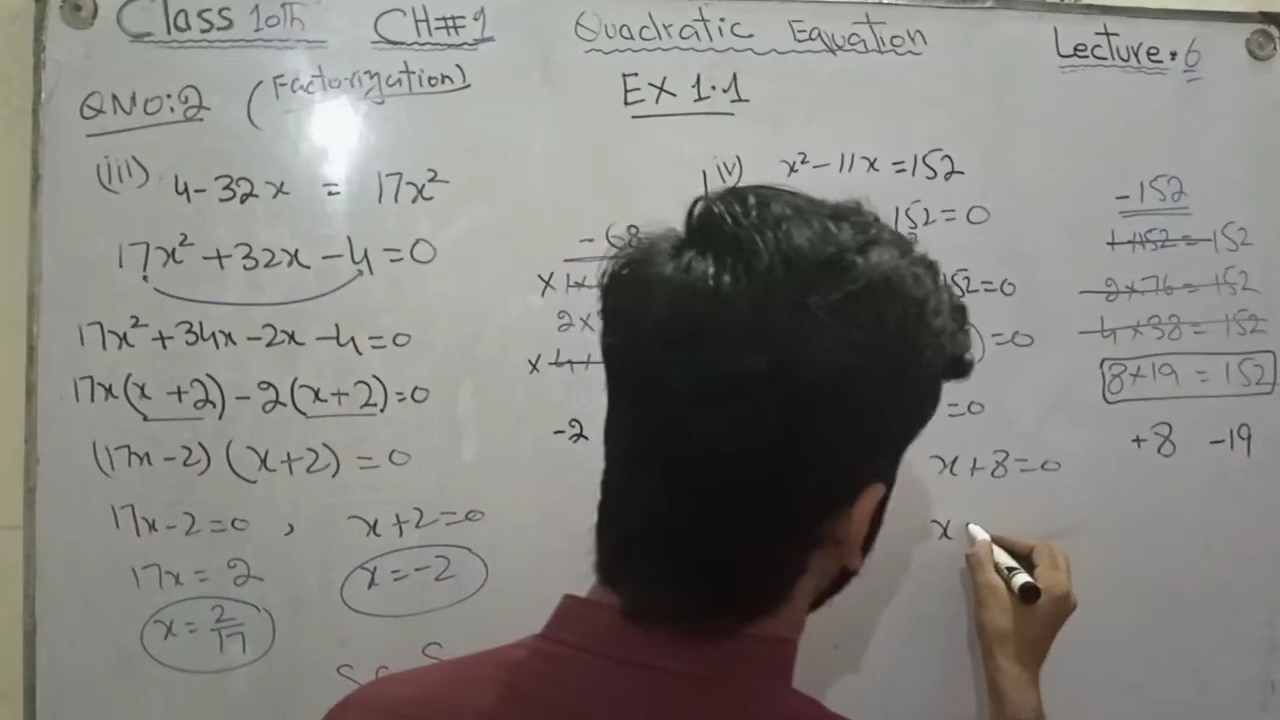 Class 10th CH#1 Quadratic Equation Lecture.6
QNO:2 (Factorization) EX 1.1
(iii) 4-32x = 17x²
17x²+32x-4=0
17x²+34x-2x-4=0
17x(x+2)-2(x+2)=0
(17x-2)(x+2)=0
17x-2=0, x+2=0
17x=2
x=-2
x=2/17
-68
2x
-2
iv) x²-11x=152
152=0
152=0
)=0
=0
x+8=0
x
-152
1×152=152
2×76=152
4×38=152
8×19=152
+8 -19